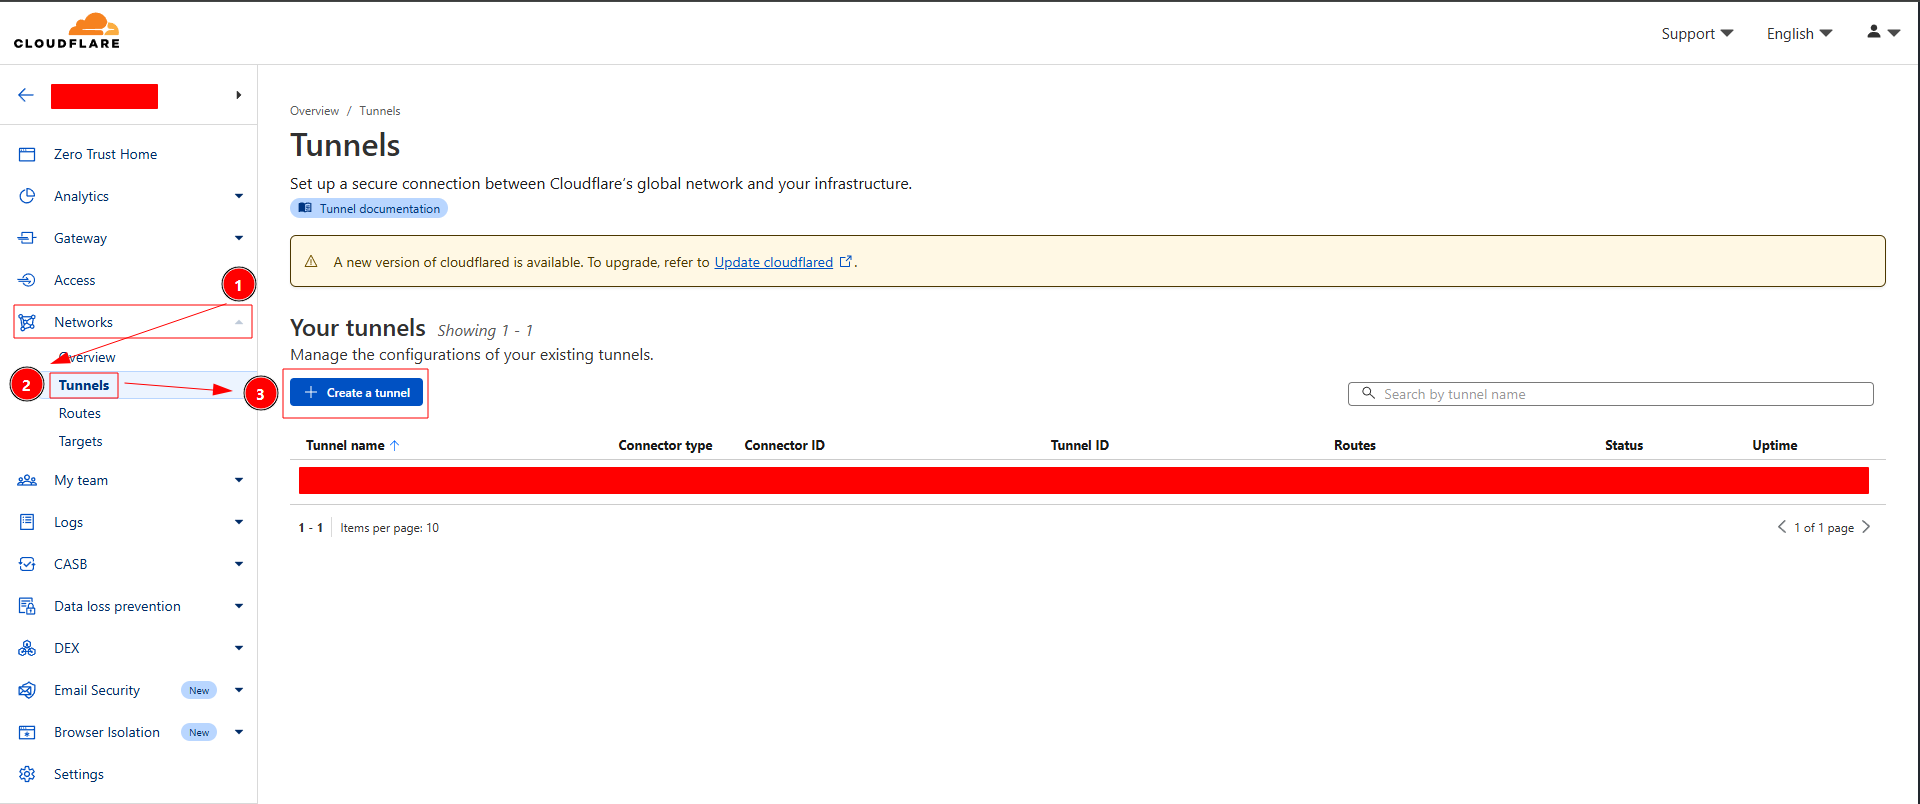 CLOUDFLARE
Support
English
Zero Trust Home
Analytics
Gateway
Access
1
Networks
Overview
2
Tunnels
Routes
Targets
My team
Logs
CASB
Data loss prevention
DEX
Email Security New
Browser Isolation New
Settings
Overview / Tunnels
Tunnels
Set up a secure connection between Cloudflare’s global network and your infrastructure.
Tunnel documentation
A new version of cloudflared is available. To upgrade, refer to Update cloudflared .
Your tunnels Showing 1 - 1
Manage the configurations of your existing tunnels.
3
Create a tunnel
Search by tunnel name
Tunnel name Connector type Connector ID Tunnel ID Routes Status Uptime
1 - 1 Items per page: 10
1 of 1 page